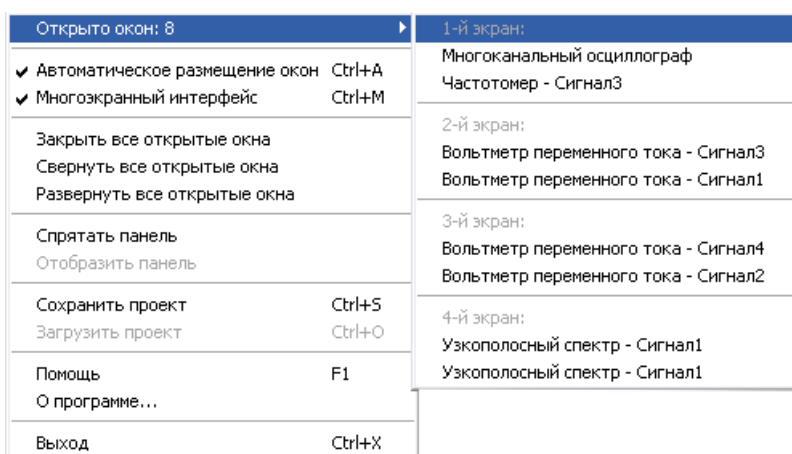 Открыто окон: 8
Автоматическое размещение окон Ctrl+A
Многоэкранный интерфейс Ctrl+M
Закрыть все открытые окна
Свернуть все открытые окна
Развернуть все открытые окна
Спрятать панель
Отобразить панель
Сохранить проект Ctrl+S
Загрузить проект Ctrl+O
Помощь F1
О программе...
Выход Ctrl+X
1-й экран:
Многоканальный осциллограф
Частотомер - Сигнал3
2-й экран:
Вольтметр переменного тока - Сигнал3
Вольтметр переменного тока - Сигнал1
3-й экран:
Вольтметр переменного тока - Сигнал4
Вольтметр переменного тока - Сигнал2
4-й экран:
Узкополосный спектр - Сигнал1
Узкополосный спектр - Сигнал1